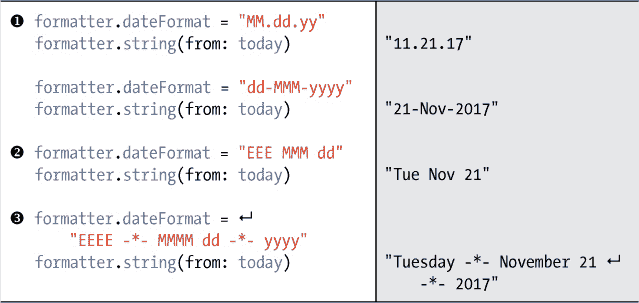 ❶ formatter.dateFormat = "MM.dd.yy"
formatter.string(from: today) "11.21.17"
formatter.dateFormat = "dd-MMM-yyyy"
formatter.string(from: today) "21-Nov-2017"
❷ formatter.dateFormat = "EEE MMM dd"
formatter.string(from: today) "Tue Nov 21"
❸ formatter.dateFormat = ↵
"EEEE -*- MMMM dd -*- yyyy"
formatter.string(from: today) "Tuesday -*- November 21 ↵
-*- 2017"